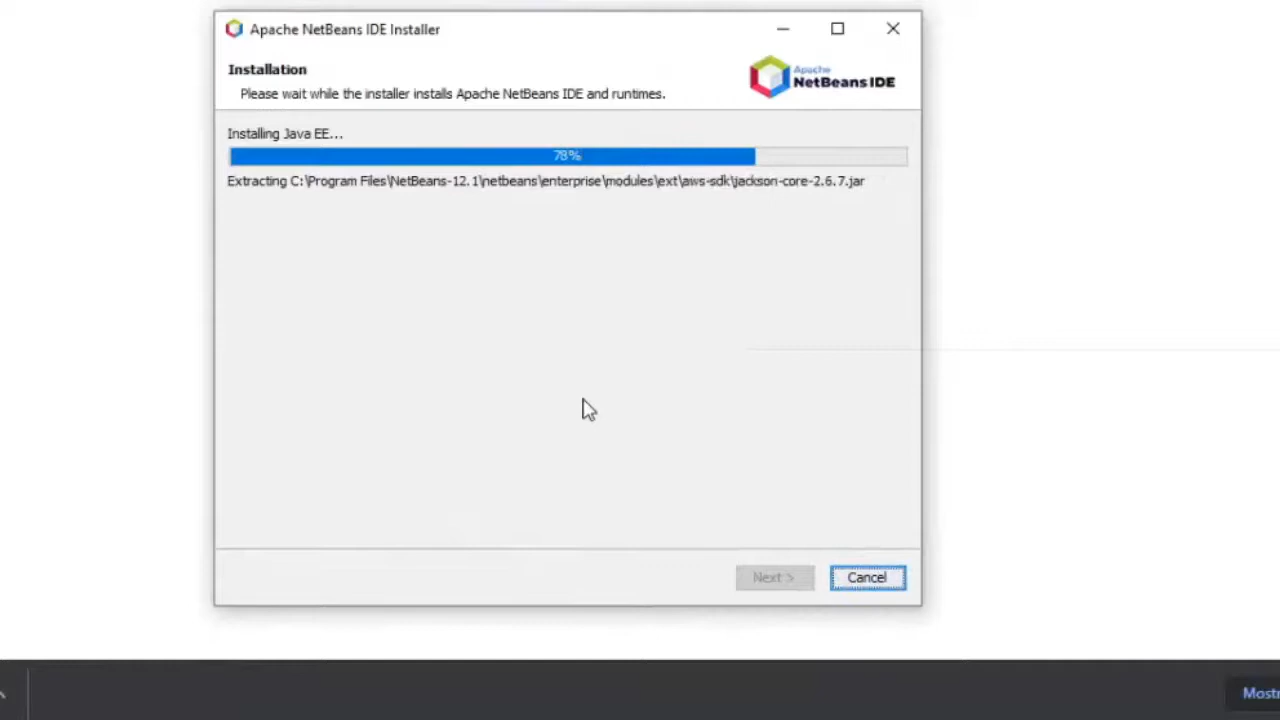 Apache NetBeans IDE Installer
Installation
Please wait while the installer installs Apache NetBeans IDE and runtimes.
Apache
NetBeans IDE
Installing Java EE...
78%
Extracting C:\Program Files\NetBeans-12.1\netbeans\enterprise\modules\ext\aws-sdk\jackson-core-2.6.7.jar
Next >
Cancel